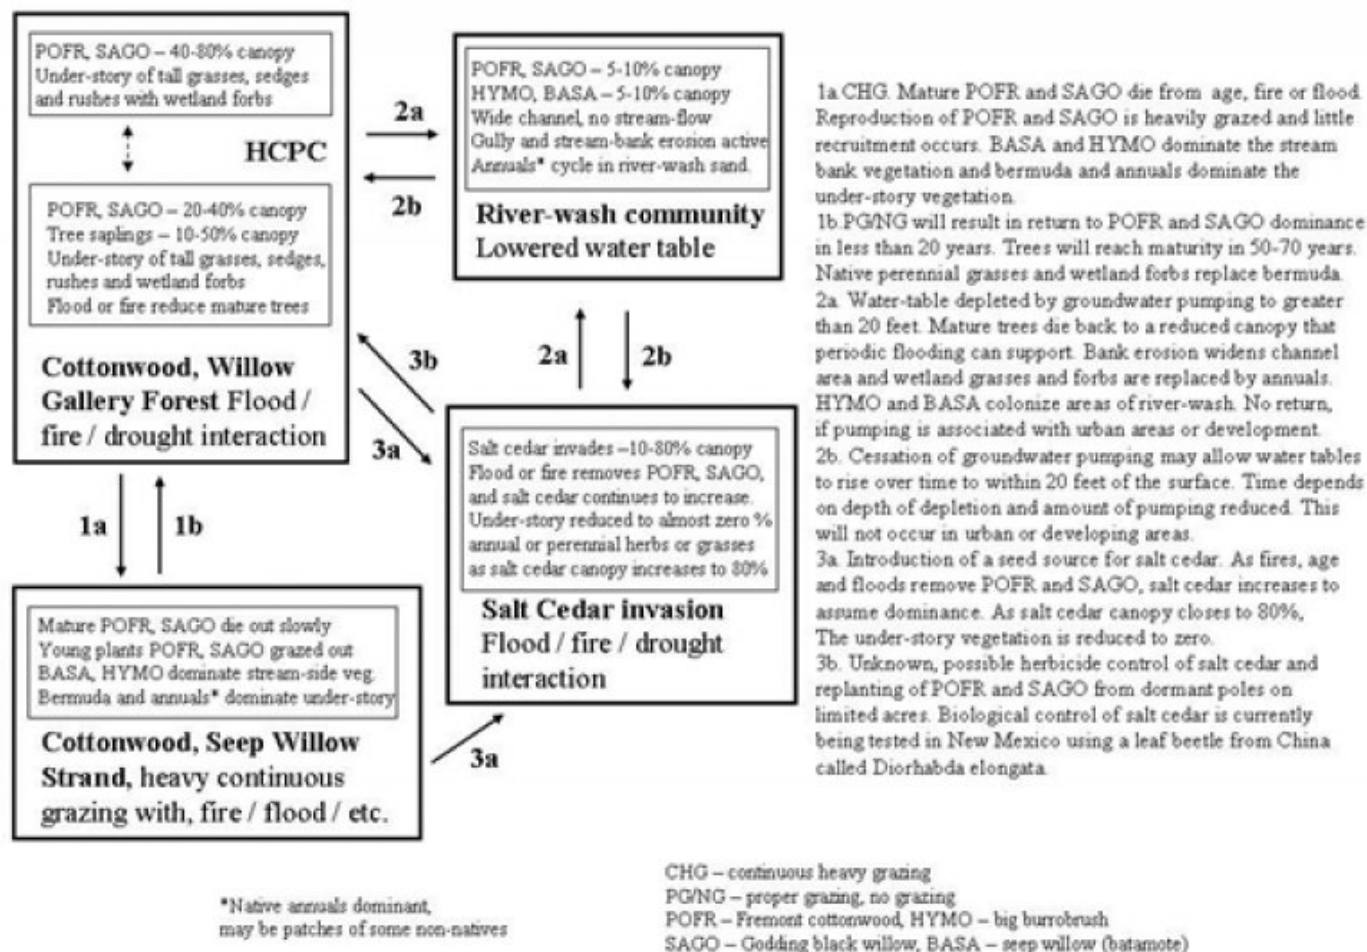 POFR, SAGO – 40-80% canopy
Under-story of tall grasses, sedges
and rushes with wetland forbs
HCPC
POFR, SAGO – 20-40% canopy
Tree saplings – 10-50% canopy
Under-story of tall grasses, sedges,
rushes and wetland forbs
Flood or fire reduce mature trees
Cottonwood, Willow
Gallery Forest Flood /
fire / drought interaction
2a
2b
POFR, SAGO – 5-10% canopy
HYMO, BASA – 5-10% canopy
Wide channel, no stream-flow
Gully and stream-bank erosion active
Annuals* cycle in river-wash sand.
River-wash community
Lowered water table
3b
3a
2a
2b
1a
1b
Salt cedar invades –10-80% canopy
Flood or fire removes POFR, SAGO,
and salt cedar continues to increase.
Under-story reduced to almost zero %
annual or perennial herbs or grasses
as salt cedar canopy increases to 80%
Salt Cedar invasion
Flood / fire / drought
interaction
Mature POFR, SAGO die out slowly
Young plants POFR, SAGO grazed out
BASA, HYMO dominate stream-side veg.
Bermuda and annuals* dominate under-story
Cottonwood, Seep Willow
Strand, heavy continuous
grazing with, fire / flood / etc.
3a
1a.CHG. Mature POFR and SAGO die from age, fire or flood.
Reproduction of POFR and SAGO is heavily grazed and little
recruitment occurs. BASA and HYMO dominate the stream
bank vegetation and bermuda and annuals dominate the
under-story vegetation.
1b.PG/NG will result in return to POFR and SAGO dominance
in less than 20 years. Trees will reach maturity in 50-70 years.
Native perennial grasses and wetland forbs replace bermuda.
2a. Water-table depleted by groundwater pumping to greater
than 20 feet. Mature trees die back to a reduced canopy that
periodic flooding can support. Bank erosion widens channel
area and wetland grasses and forbs are replaced by annuals.
HYMO and BASA colonize areas of river-wash. No return,
if pumping is associated with urban areas or development.
2b. Cessation of groundwater pumping may allow water tables
to rise over time to within 20 feet of the surface. Time depends
on depth of depletion and amount of pumping reduced. This
will not occur in urban or developing areas.
3a. Introduction of a seed source for salt cedar. As fires, age
and floods remove POFR and SAGO, salt cedar increases to
assume dominance. As salt cedar canopy closes to 80%,
The under-story vegetation is reduced to zero.
3b. Unknown, possible herbicide control of salt cedar and
replanting of POFR and SAGO from dormant poles on
limited acres. Biological control of salt cedar is currently
being tested in New Mexico using a leaf beetle from China
called Diorhabda elongata.
*Native annuals dominant,
may be patches of some non-natives
CHG – continuous heavy grazing
PG/NG – proper grazing, no grazing
POFR – Fremont cottonwood, HYMO – big burrobrush
SAGO – Godding black willow, BASA – seep willow (batamote)